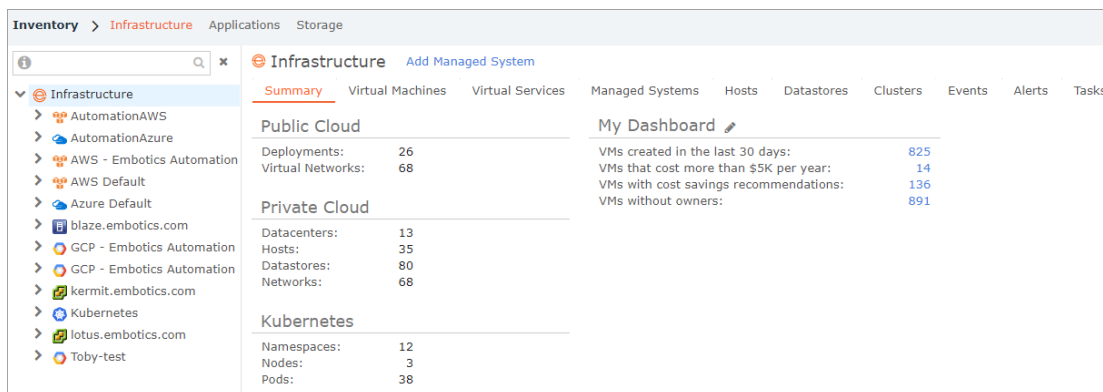 Inventory > Infrastructure Applications Storage
Infrastructure Add Managed System
Infrastructure
AutomationAWS
AutomationAzure
AWS - Embotics Automation
AWS Default
Azure Default
blaze.embotics.com
GCP - Embotics Automation
GCP - Embotics Automation
kermit.embotics.com
Kubernetes
lotus.embotics.com
Toby-test
Summary Virtual Machines Virtual Services Managed Systems Hosts Datastores Clusters Events Alerts Tasks
Public Cloud
Deployments: 26
Virtual Networks: 68
Private Cloud
Datacenters: 13
Hosts: 35
Datastores: 80
Networks: 68
Kubernetes
Namespaces: 12
Nodes: 3
Pods: 38
My Dashboard
VMs created in the last 30 days: 825
VMs that cost more than $5K per year: 14
VMs with cost savings recommendations: 136
VMs without owners: 891